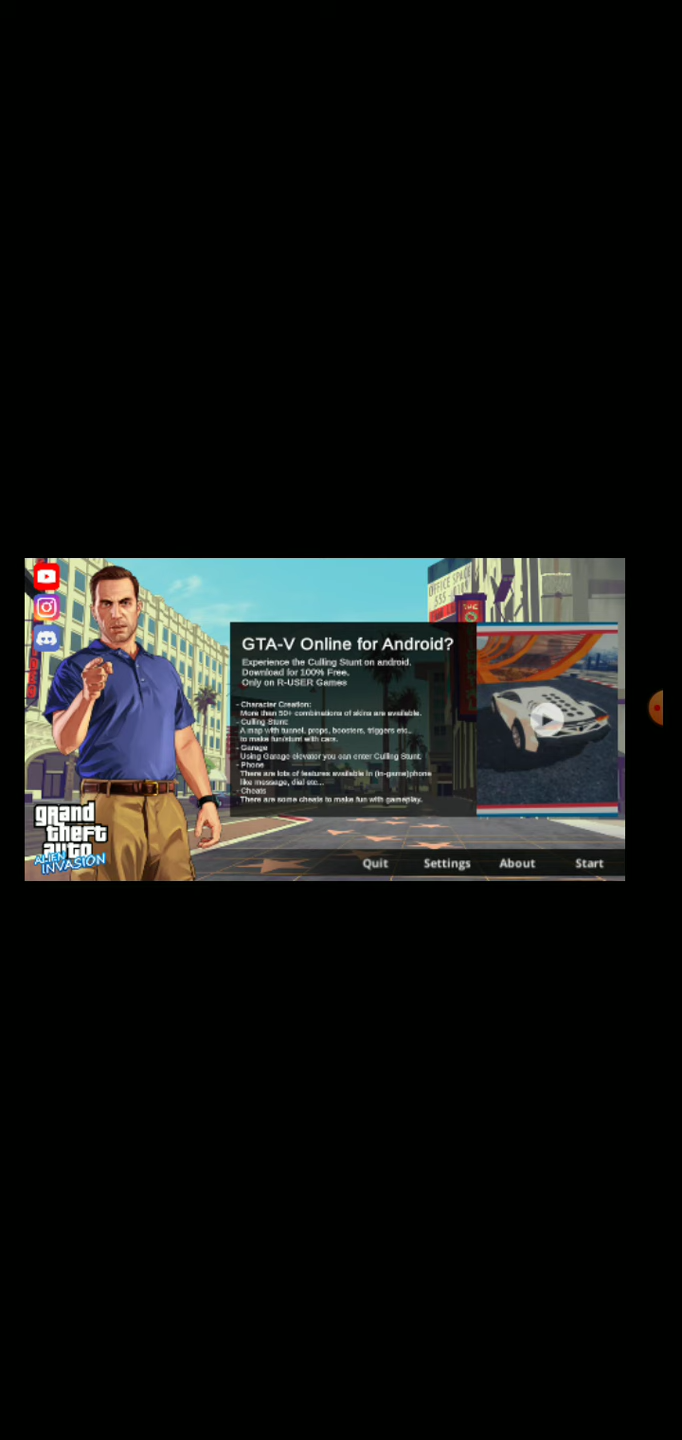 OFFICE SPACE
555
GTA-V Online for Android?
Experience the Culling Stunt on android.
Download for 100% Free.
Only on R-USER Games
- Character Creation:
More than 50+ combinations of skins are available.
- Culling Stunt:
A map with tunnel, props, boosters, triggers etc..
to make fun/stunt with cars.
- Garage
Using Garage elevator you can enter Culling Stunt.
- Phone
There are lots of features available in (in-game)phone
like message, dial etc...
- Cheats
There are some cheats to make fun with gameplay.
grand
theft
auto
ALIEN
INVASION
Quit Settings About Start